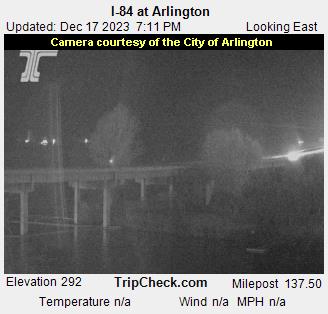 I-84 at Arlington
Updated: Dec 17 2023 7:11 PM Looking East
Camera courtesy of the City of Arlington
Elevation 292 TripCheck.com Milepost 137.50
Temperature n/a Wind n/a MPH n/a